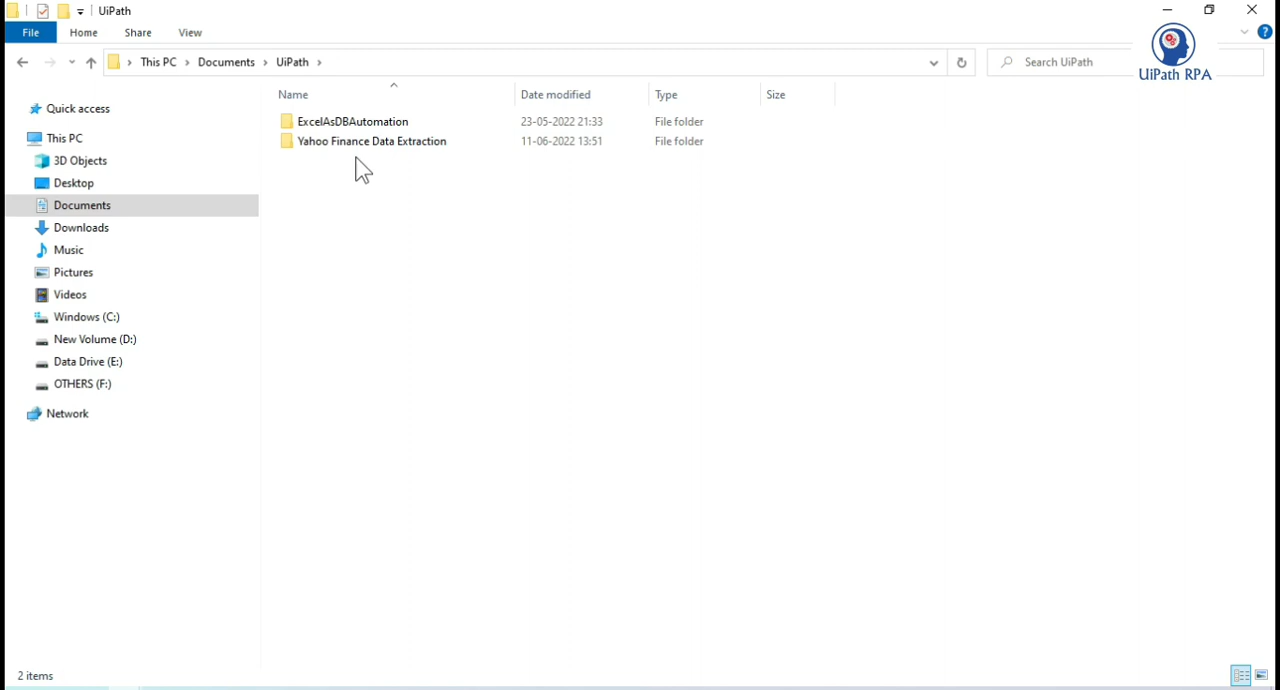 UiPath
File Home Share View
This PC Documents UiPath
Search UiPath
UiPath RPA
Name Date modified Type Size
Quick access
This PC
3D Objects
Desktop
Documents
Downloads
Music
Pictures
Videos
Windows (C:)
New Volume (D:)
Data Drive (E:)
OTHERS (F:)
Network
ExcelAsDBAutomation 23-05-2022 21:33 File folder
Yahoo Finance Data Extraction 11-06-2022 13:51 File folder
2 items